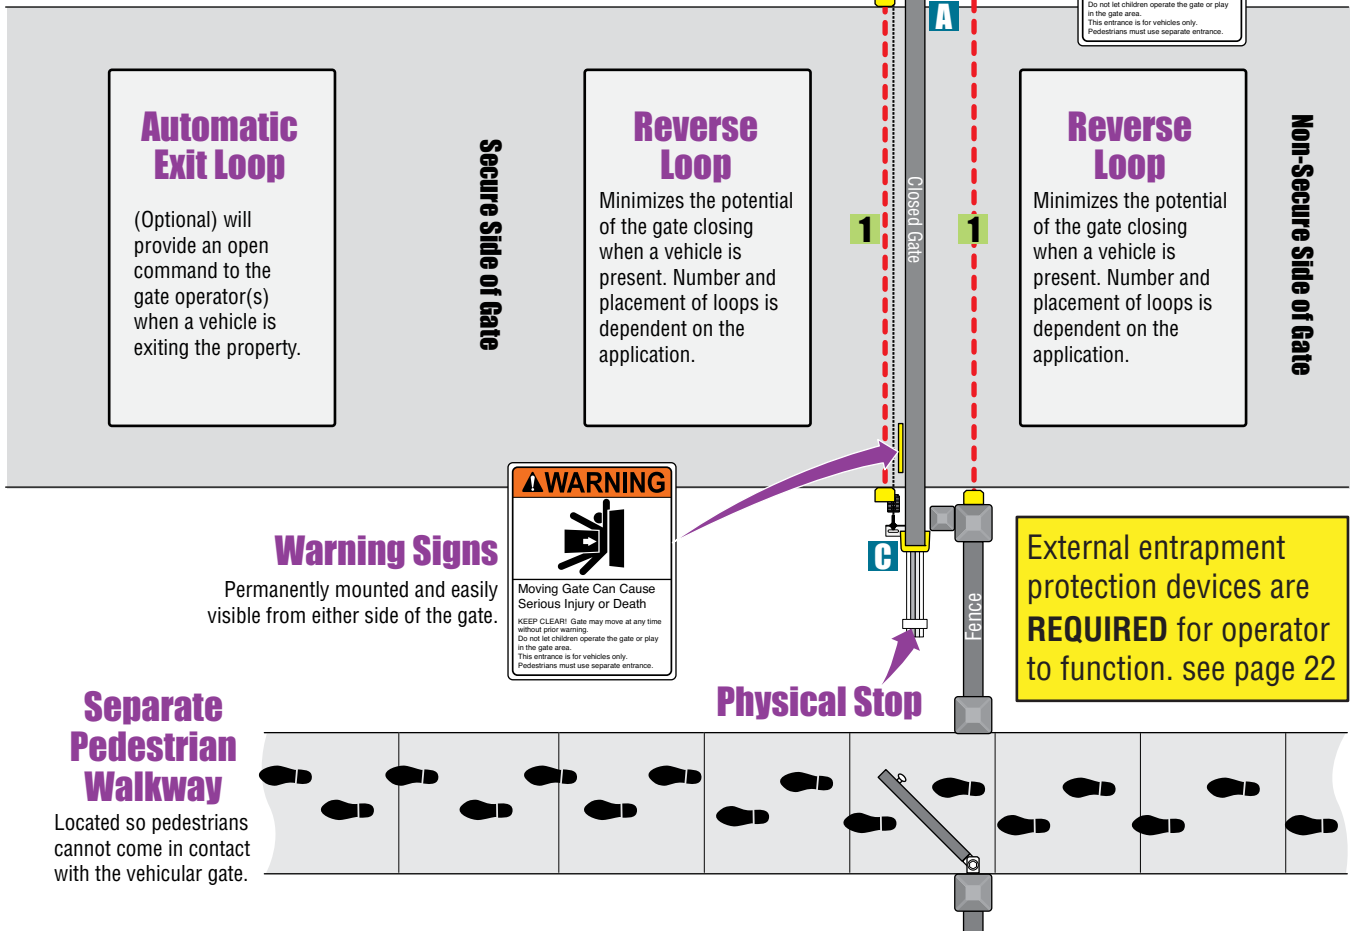 A
Do not let children operate the gate or play
in the gate area.
This entrance is for vehicles only.
Pedestrians must use separate entrance.
Automatic
Exit Loop
(Optional) will
provide an open
command to the
gate operator(s)
when a vehicle is
exiting the property.
Secure Side of Gate
Reverse
Loop
Minimizes the potential
of the gate closing
when a vehicle is
present. Number and
placement of loops is
dependent on the
application.
1
Closed Gate
1
Reverse
Loop
Minimizes the potential
of the gate closing
when a vehicle is
present. Number and
placement of loops is
dependent on the
application.
Non-Secure Side of Gate
Warning Signs
Permanently mounted and easily
visible from either side of the gate.
WARNING
Moving Gate Can Cause
Serious Injury or Death
KEEP CLEAR! Gate may move at any time
without prior warning.
Do not let children operate the gate or play
in the gate area.
This entrance is for vehicles only.
Pedestrians must use separate entrance.
C
Fence
External entrapment
protection devices are
REQUIRED for operator
to function. see page 22
Physical Stop
Separate
Pedestrian
Walkway
Located so pedestrians
cannot come in contact
with the vehicular gate.